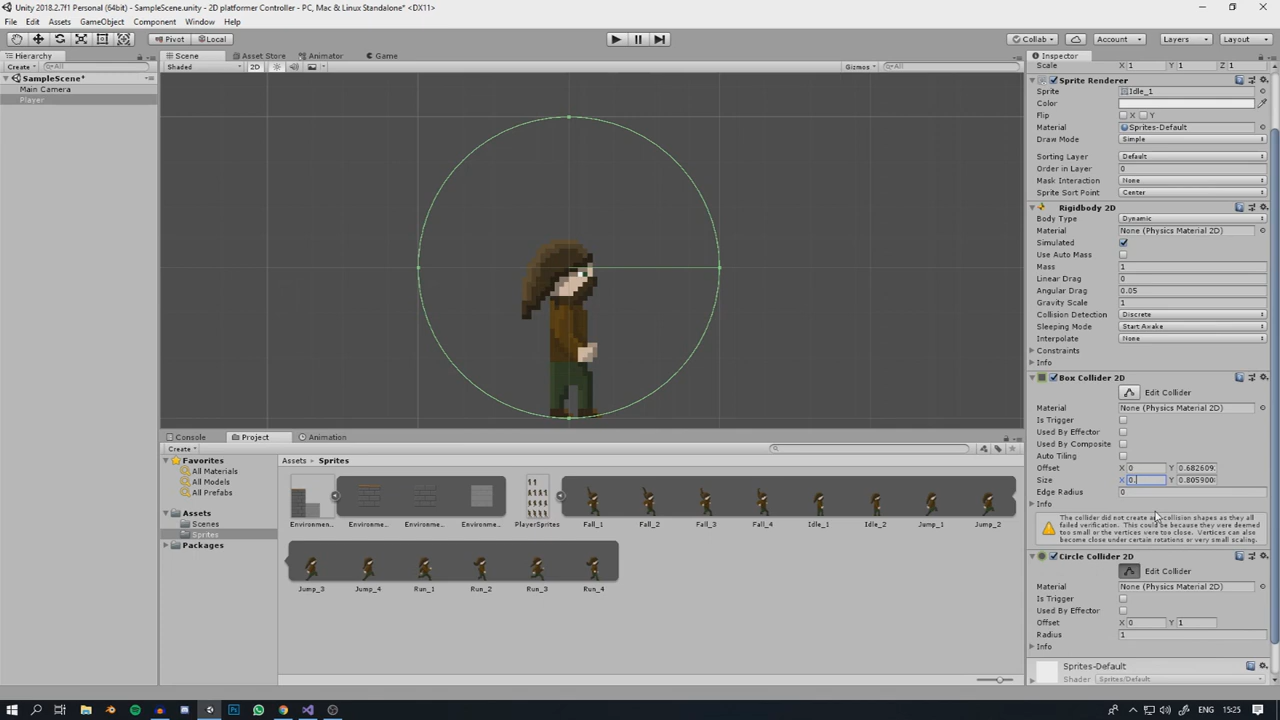 Unity 2018.2.7f1 Personal (64bit) - SampleScene.unity - 2D platformer Controller - PC, Mac & Linux Standalone* <DX11>
File Edit Assets GameObject Component Window Help
Pivot Local Collab Account Layers Layout
Hierarchy Scene Asset Store Animator Game Inspector
Create All Shaded 2D Gizmos All
Scale X 1 Y 1 Z 1
SampleScene*
Main Camera
Player
Sprite Renderer
Sprite Idle_1
Color
Flip X Y
Material Sprites-Default
Draw Mode Simple
Sorting Layer Default
Order in Layer 0
Mask Interaction None
Sprite Sort Point Center
Rigidbody 2D
Body Type Dynamic
Material None (Physics Material 2D)
Simulated
Use Auto Mass
Mass 1
Linear Drag 0
Angular Drag 0.05
Gravity Scale 1
Collision Detection Discrete
Sleeping Mode Start Awake
Interpolate None
Constraints
Info
Box Collider 2D
Edit Collider
Material None (Physics Material 2D)
Is Trigger
Used By Effector
Used By Composite
Auto Tiling
Offset X 0 Y 0.682609
Size X 0. Y 0.805900
Edge Radius 0
Info
The collider did not create any collision shapes as they all
failed verification. This could be because they were deemed
too small or the vertices were too close. Vertices can also
become close under certain rotations or very small scaling.
Circle Collider 2D
Edit Collider
Material None (Physics Material 2D)
Is Trigger
Used By Effector
Offset X 0 Y 1
Radius 1
Info
Sprites-Default
Shader Sprites/Default
Console Project Animation
Create
Favorites
All Materials
All Models
All Prefabs
Assets
Scenes
Sprites
Packages
Assets Sprites
Environme... Environme... Environme... Environme... PlayerSprites Fall_1 Fall_2 Fall_3 Fall_4 Idle_1 Idle_2 Jump_1 Jump_2
Jump_3 Jump_4 Run_1 Run_2 Run_3 Run_4
ENG 15:25